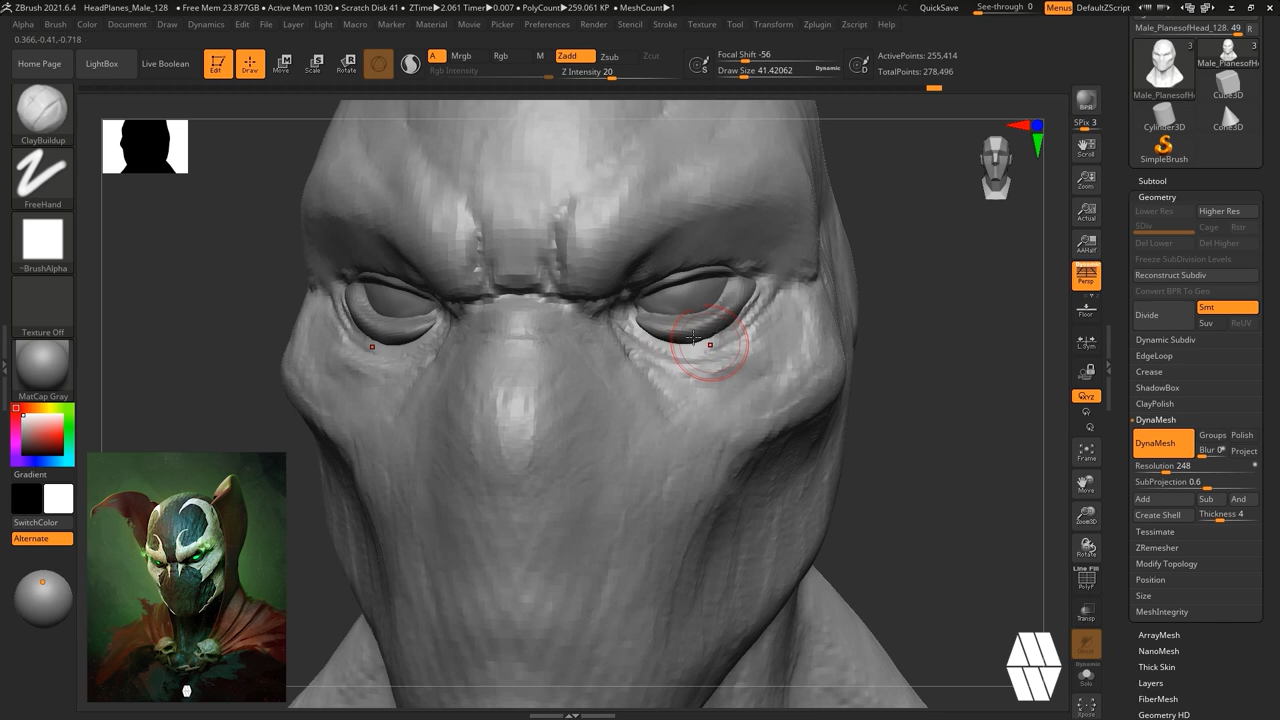 ZBrush 2021.6.4 HeadPlanes_Male_128 • Free Mem 23.877GB • Active Mem 1030 • Scratch Disk 41 • ZTime▶2.061 Timer▶0.007 • PolyCount▶259.061 KP • MeshCount▶1 AC QuickSave See-through 0 Menus DefaultZScript
Alpha Brush Color Document Draw Dynamics Edit File Layer Light Macro Marker Material Movie Picker Preferences Render Stencil Stroke Texture Tool Transform Zplugin Zscript Help
0.366,-0.41,-0.718
Home Page LightBox Live Boolean Edit Draw Move Scale Rotate
A Mrgb Rgb M Zadd Zsub Zcut
Rgb Intensity Z Intensity 20
Focal Shift -56
Draw Size 41.42062 Dynamic
S D
ActivePoints: 255,414
TotalPoints: 278,496
ClayBuildup
FreeHand
~BrushAlpha
Texture Off
MatCap Gray
Gradient
SwitchColor
Alternate
BPR
SPix 3
Scroll
Zoom
Actual
AAHalf
Dynamic
Persp
Floor
L.Sym
XYZ
Frame
Move
Zoom3D
Rotate
Line Fill
PolyF
Transp
Dynamic
Solo
Xpose
Male_PlanesofHead_128. 49 R
3
3
Male_PlanesofH
Male_PlanesofH
Cube3D
Cylinder3D
Cone3D
SimpleBrush
Subtool
Geometry
Lower Res Higher Res
SDiv Cage Rstr
Del Lower Del Higher
Freeze SubDivision Levels
Reconstruct Subdiv
Convert BPR To Geo
Divide Smt
Suv ReUV
Dynamic Subdiv
EdgeLoop
Crease
ShadowBox
ClayPolish
DynaMesh
DynaMesh Groups Polish
Blur 0 Project
Resolution 248
SubProjection 0.6
Add Sub And
Create Shell Thickness 4
Tessimate
ZRemesher
Modify Topology
Position
Size
MeshIntegrity
ArrayMesh
NanoMesh
Thick Skin
Layers
FiberMesh
Geometry HD